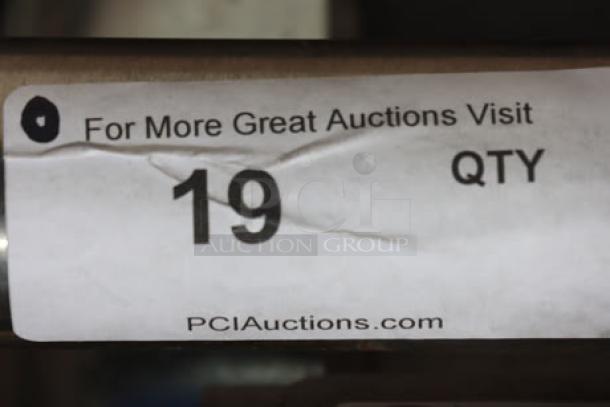 For More Great Auctions Visit
19 QTY
PCI
AUCTION GROUP
PCIAuctions.com